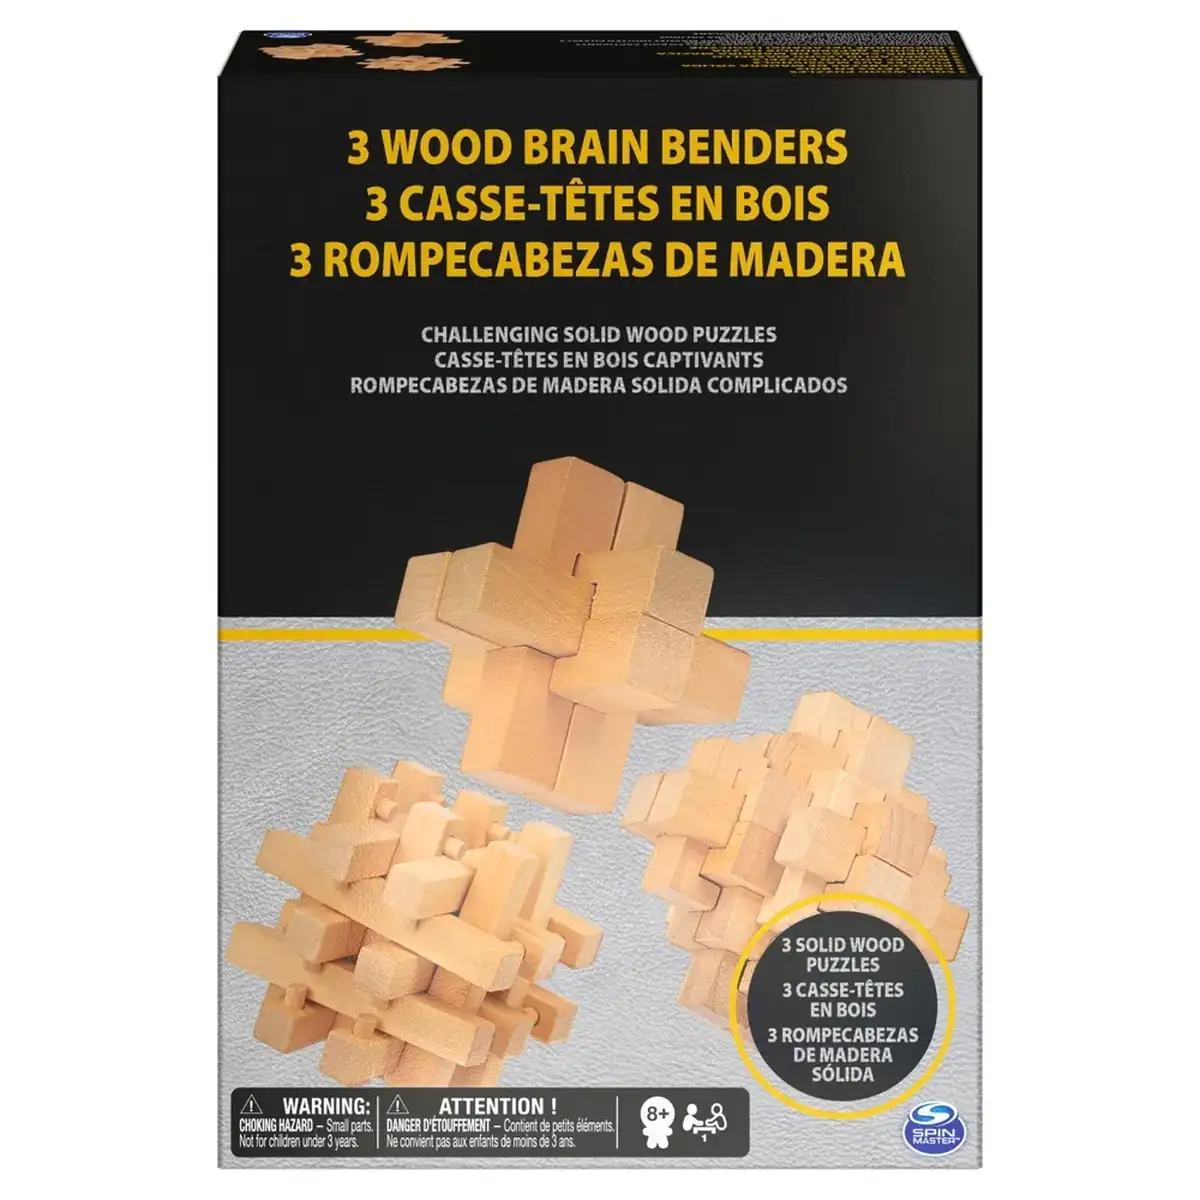 3 WOOD BRAIN BENDERS
3 CASSE-TÊTES EN BOIS
3 ROMPECABEZAS DE MADERA
CHALLENGING SOLID WOOD PUZZLES
CASSE-TÊTES EN BOIS CAPTIVANTS
ROMPECABEZAS DE MADERA SOLIDA COMPLICADOS
3 SOLID WOOD
PUZZLES
3 CASSE-TÊTES
EN BOIS
3 ROMPECABEZAS
DE MADERA
SÓLIDA
WARNING:
CHOKING HAZARD – Small parts.
Not for children under 3 years.
ATTENTION !
DANGER D'ÉTOUFFEMENT – Contient de petits éléments.
Ne convient pas aux enfants de moins de 3 ans.
8+
1
SPIN
MASTER™